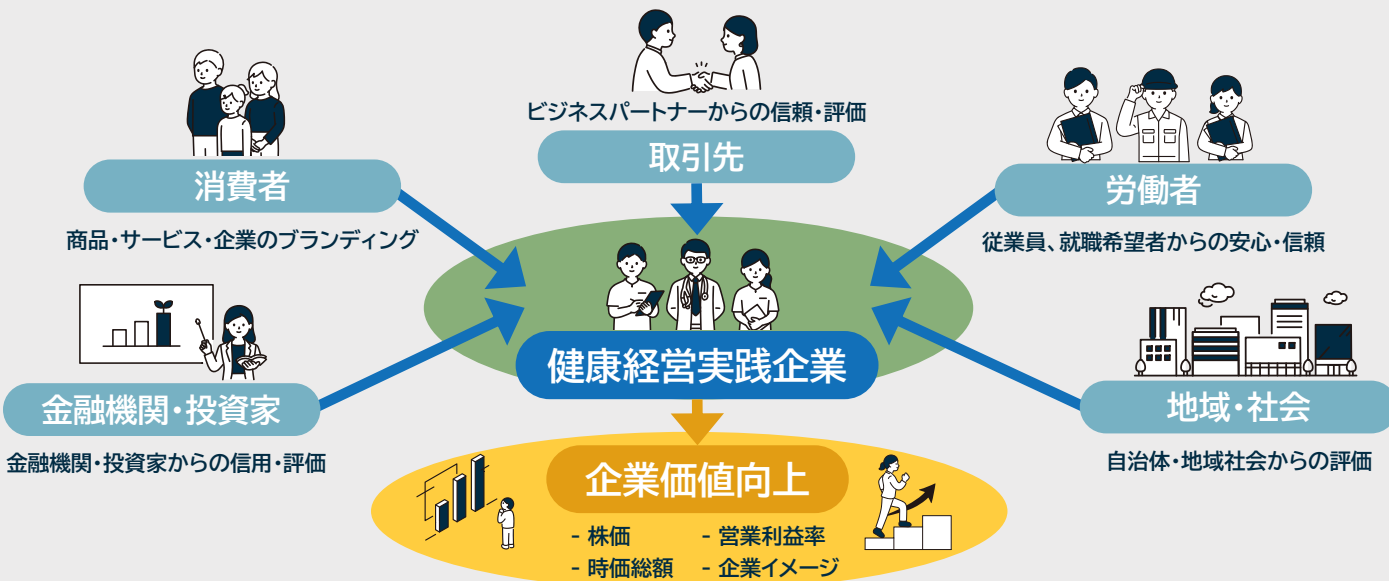 ビジネスパートナーからの信頼・評価
取引先
消費者
商品・サービス・企業のブランディング
労働者
従業員、就職希望者からの安心・信頼
健康経営実践企業
金融機関・投資家
金融機関・投資家からの信用・評価
地域・社会
自治体・地域社会からの評価
企業価値向上
- 株価
- 営業利益率
- 時価総額
- 企業イメージ